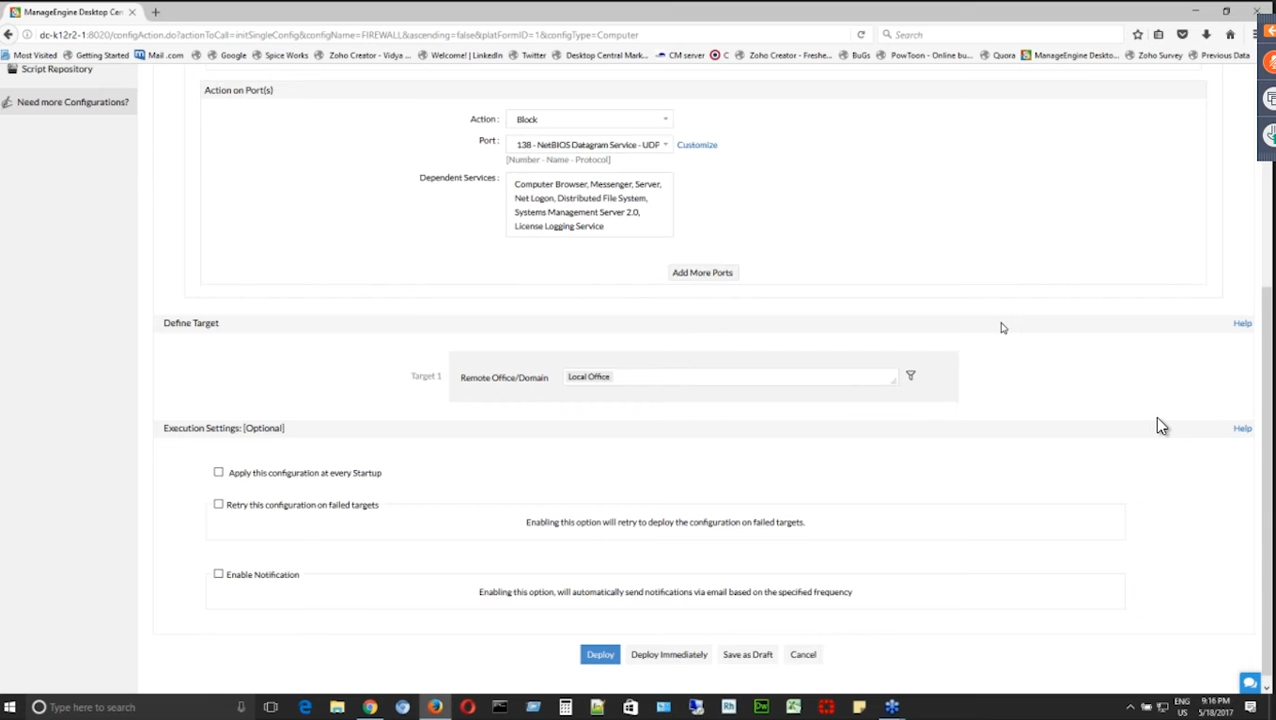 ManageEngine Desktop Cen
dc-k12r2-1:8020/configAction.do?actionToCall=initSingleConfig&configName=FIREWALL&ascending=false&platFormID=1&configType=Computer
Search
Most Visited Getting Started Mail .com Google Spice Works Zoho Creator - Vidya .. Welcome! | LinkedIn Twitter Desktop Central Mark... CM server C Zoho Creator - Freshe... BuGs PowToon - Online bu... Quora ManageEngine Deskto... Zoho Survey Previous Data
Script Repository
Need more Configurations?
Action on Port(s)
Action : Block
Port : 138 - NetBIOS Datagram Service - UDP Customize
[Number - Name - Protocol]
Dependent Services : Computer Browser, Messenger, Server,
Net Logon, Distributed File System,
Systems Management Server 2.0,
License Logging Service
Add More Ports
Define Target Help
Target 1 Remote Office/Domain Local Office
Execution Settings: [Optional] Help
Apply this configuration at every Startup
Retry this configuration on failed targets
Enabling this option will retry to deploy the configuration on failed targets.
Enable Notification
Enabling this option, will automatically send notifications via email based on the specified frequency
Deploy Deploy Immediately Save as Draft Cancel
Type here to search
Rh Dw
ENG 9:16 PM
US 5/18/2017